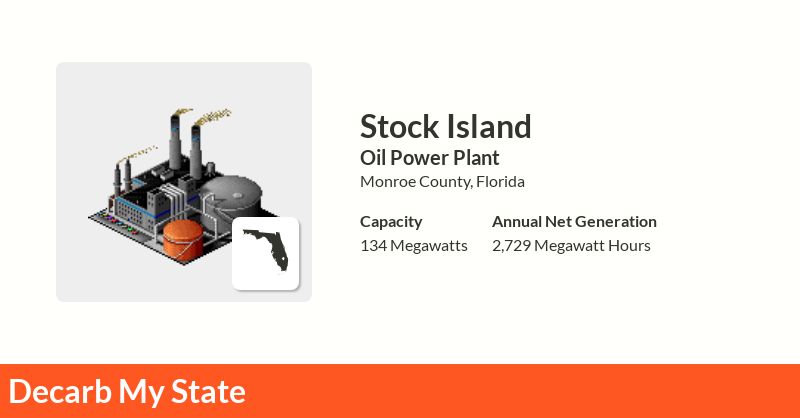 Stock Island
Oil Power Plant
Monroe County, Florida
Capacity Annual Net Generation
134 Megawatts 2,729 Megawatt Hours
Decarb My State